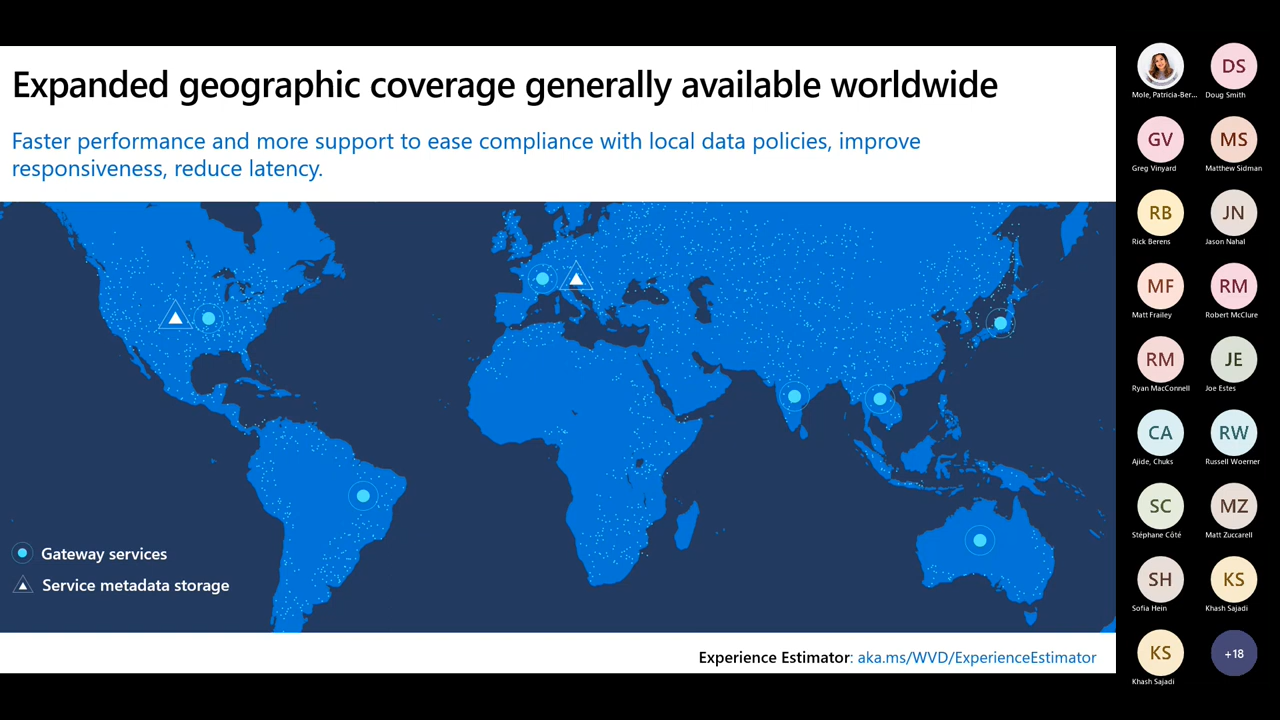 Expanded geographic coverage generally available worldwide
Faster performance and more support to ease compliance with local data policies, improve
responsiveness, reduce latency.
Gateway services
Service metadata storage
Experience Estimator: aka.ms/WVD/ExperienceEstimator
Mole, Patricia-Ber...
DS
Doug Smith
GV
Greg Vinyard
MS
Matthew Sidman
RB
Rick Berens
JN
Jason Nahal
MF
Matt Frailey
RM
Robert McClure
RM
Ryan MacConnell
JE
Joe Estes
CA
Ajide, Chuks
RW
Russell Woerner
SC
Stéphane Côté
MZ
Matt Zuccarell
SH
Sofia Hein
KS
Khash Sajadi
KS
Khash Sajadi
+18